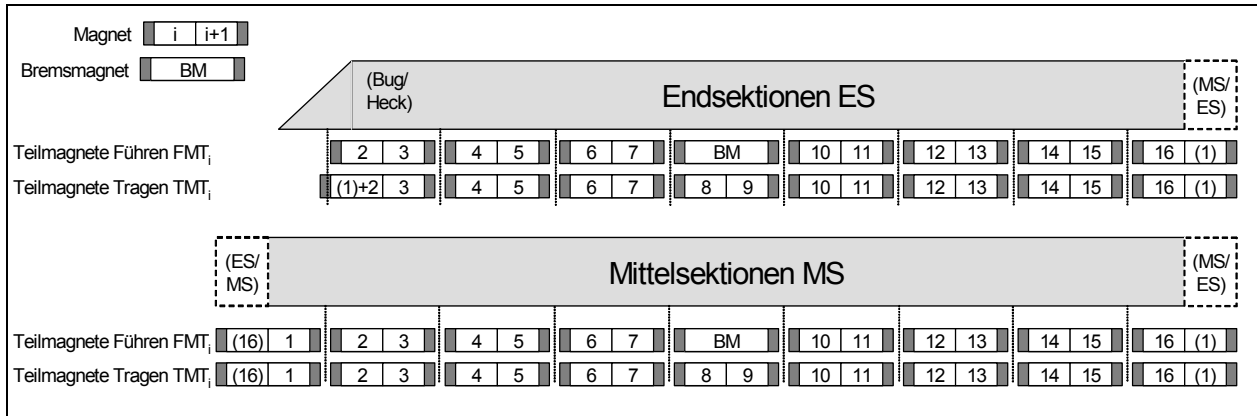 Magnet i i+1
Bremsmagnet BM
(Bug/
Heck)
Endsektionen ES
(MS/
ES)
Teilmagnete Führen FMTi 2 3 4 5 6 7 BM 10 11 12 13 14 15 16 (1)
Teilmagnete Tragen TMTi (1)+2 3 4 5 6 7 8 9 10 11 12 13 14 15 16 (1)
(ES/
MS)
Mittelsektionen MS
(MS/
ES)
Teilmagnete Führen FMTi (16) 1 2 3 4 5 6 7 BM 10 11 12 13 14 15 16 (1)
Teilmagnete Tragen TMTi (16) 1 2 3 4 5 6 7 8 9 10 11 12 13 14 15 16 (1)